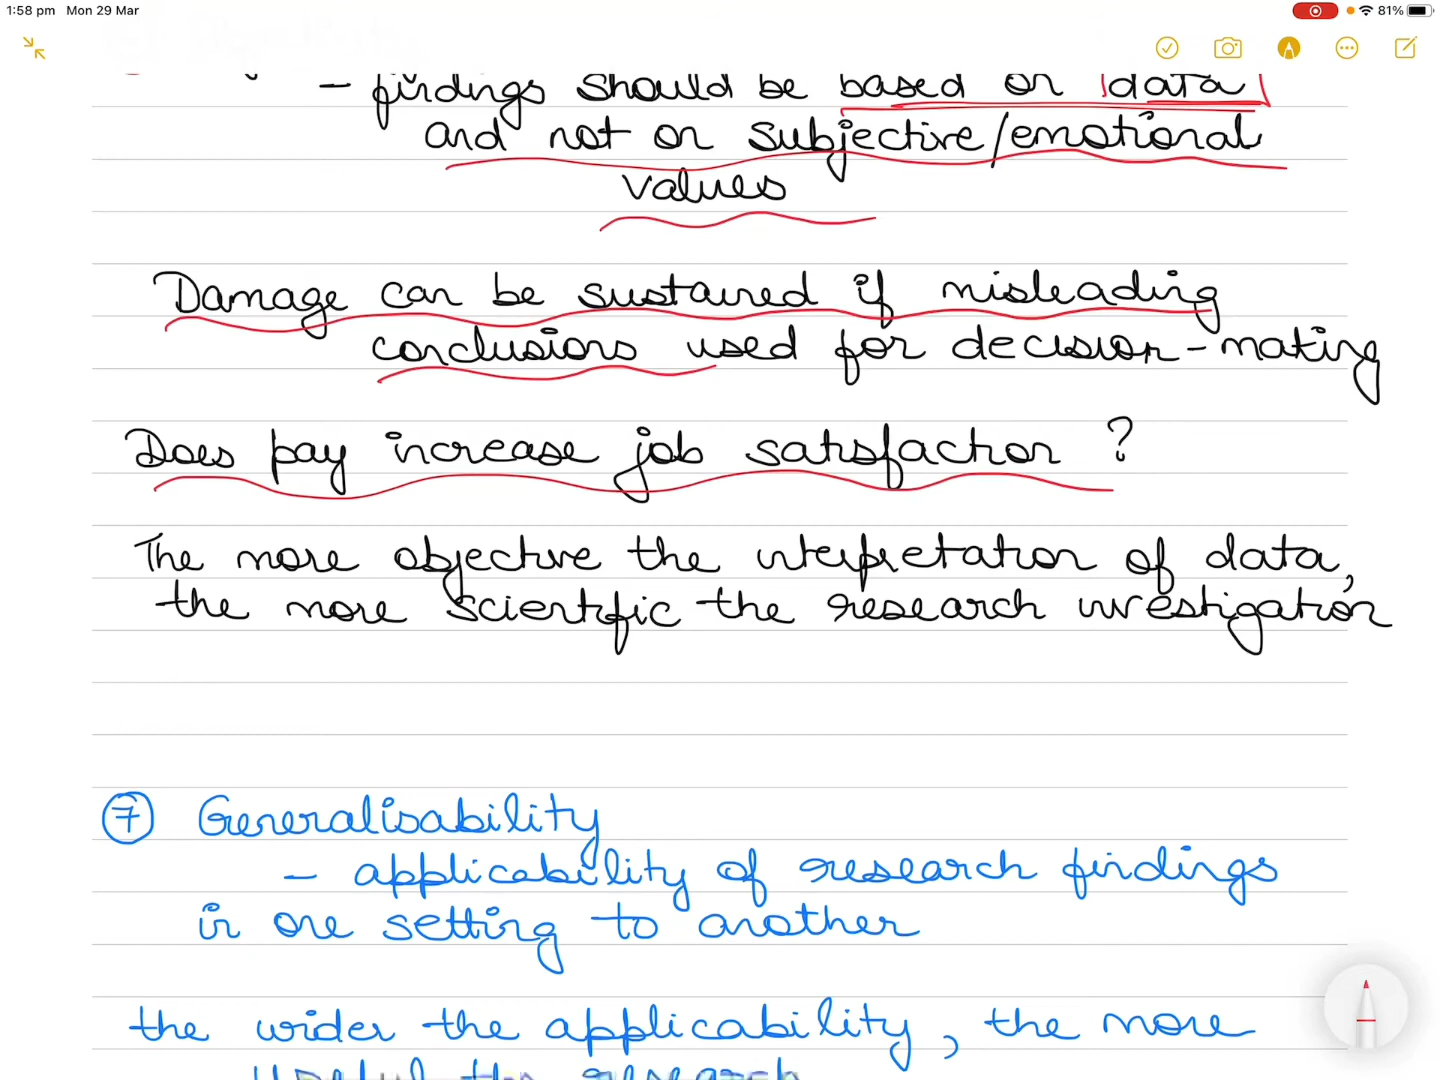 1:58 pm Mon 29 Mar 81%
- findings should be based on data
and not on subjective/emotional
values
Damage can be sustained if misleading
conclusions used for decision-making
Does pay increase job satisfaction ?
The more objective the interpretation of data,
the more scientific the research investigation
7 Generalisability
- applicability of research findings
in one setting to another
the wider the applicability, the more
useful the research